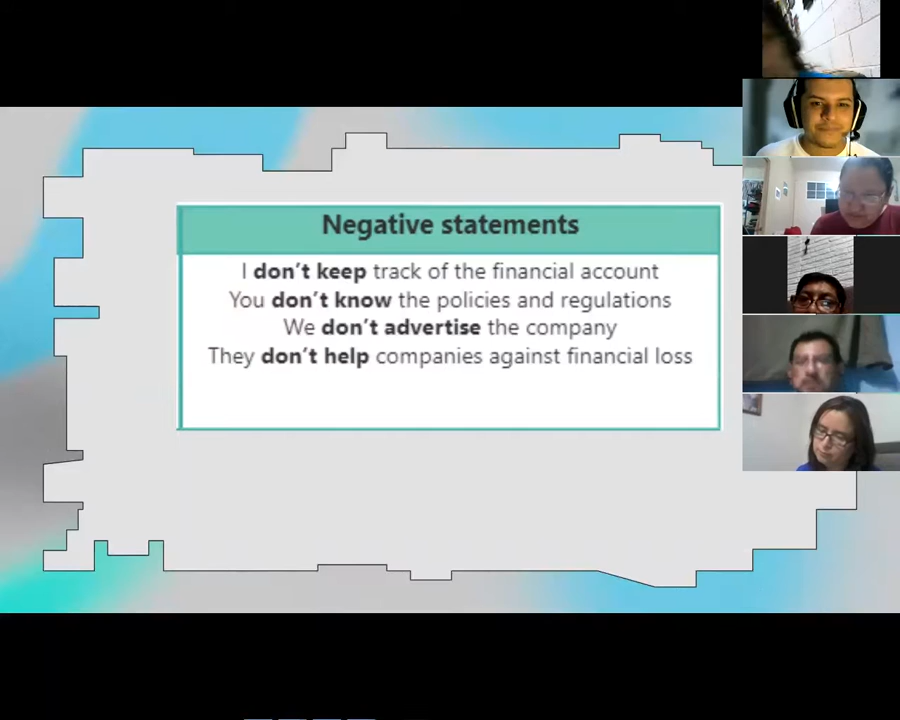 Negative statements
I don't keep track of the financial account
You don't know the policies and regulations
We don't advertise the company
They don't help companies against financial loss